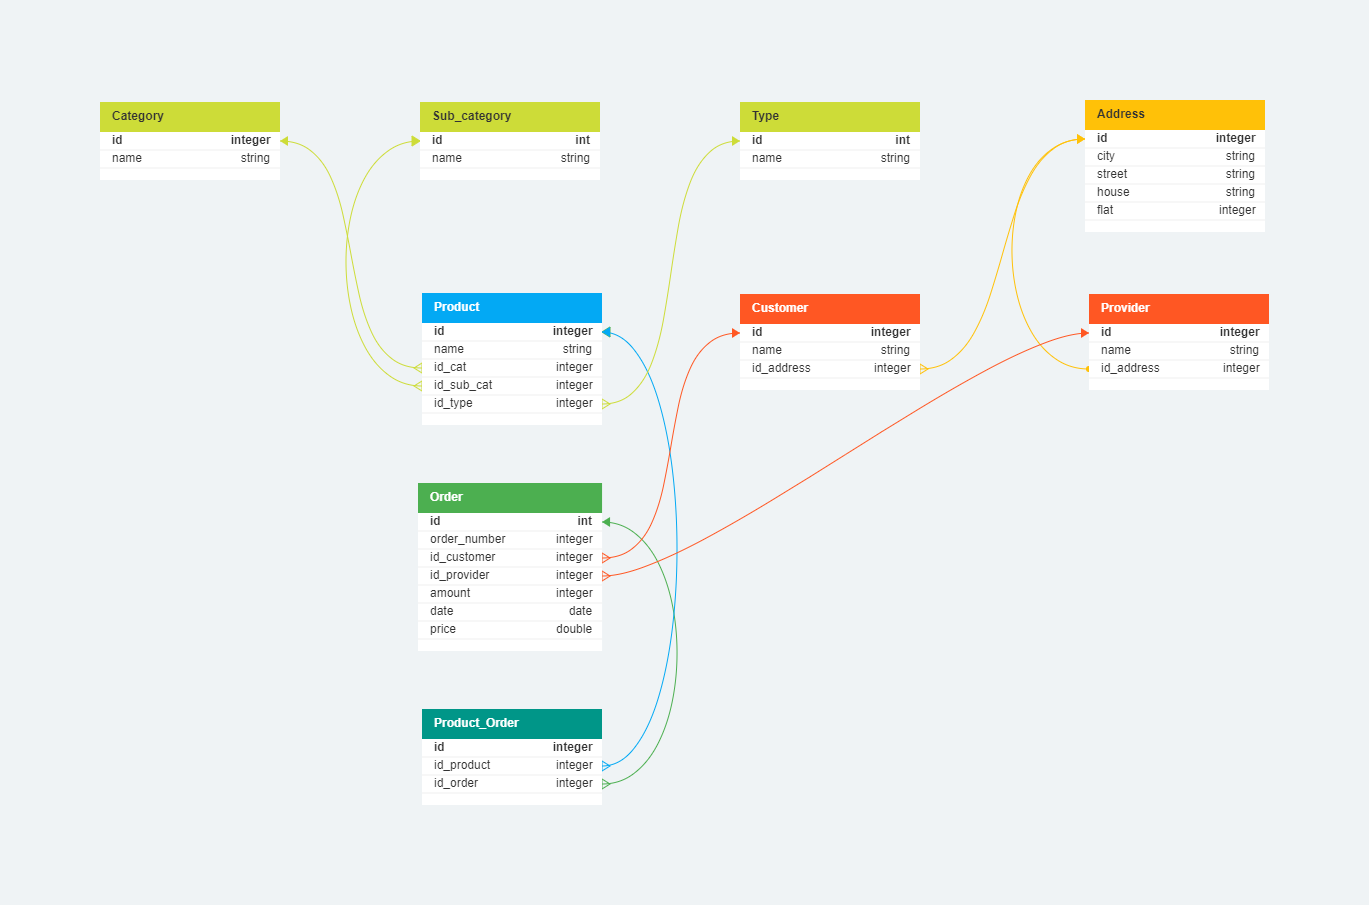 Category
id integer
name string
Sub_category
id int
name string
Type
id int
name string
Address
id integer
city string
street string
house string
flat integer
Product
id integer
name string
id_cat integer
id_sub_cat integer
id_type integer
Customer
id integer
name string
id_address integer
Provider
id integer
name string
id_address integer
Order
id int
order_number integer
id_customer integer
id_provider integer
amount integer
date date
price double
Product_Order
id integer
id_product integer
id_order integer